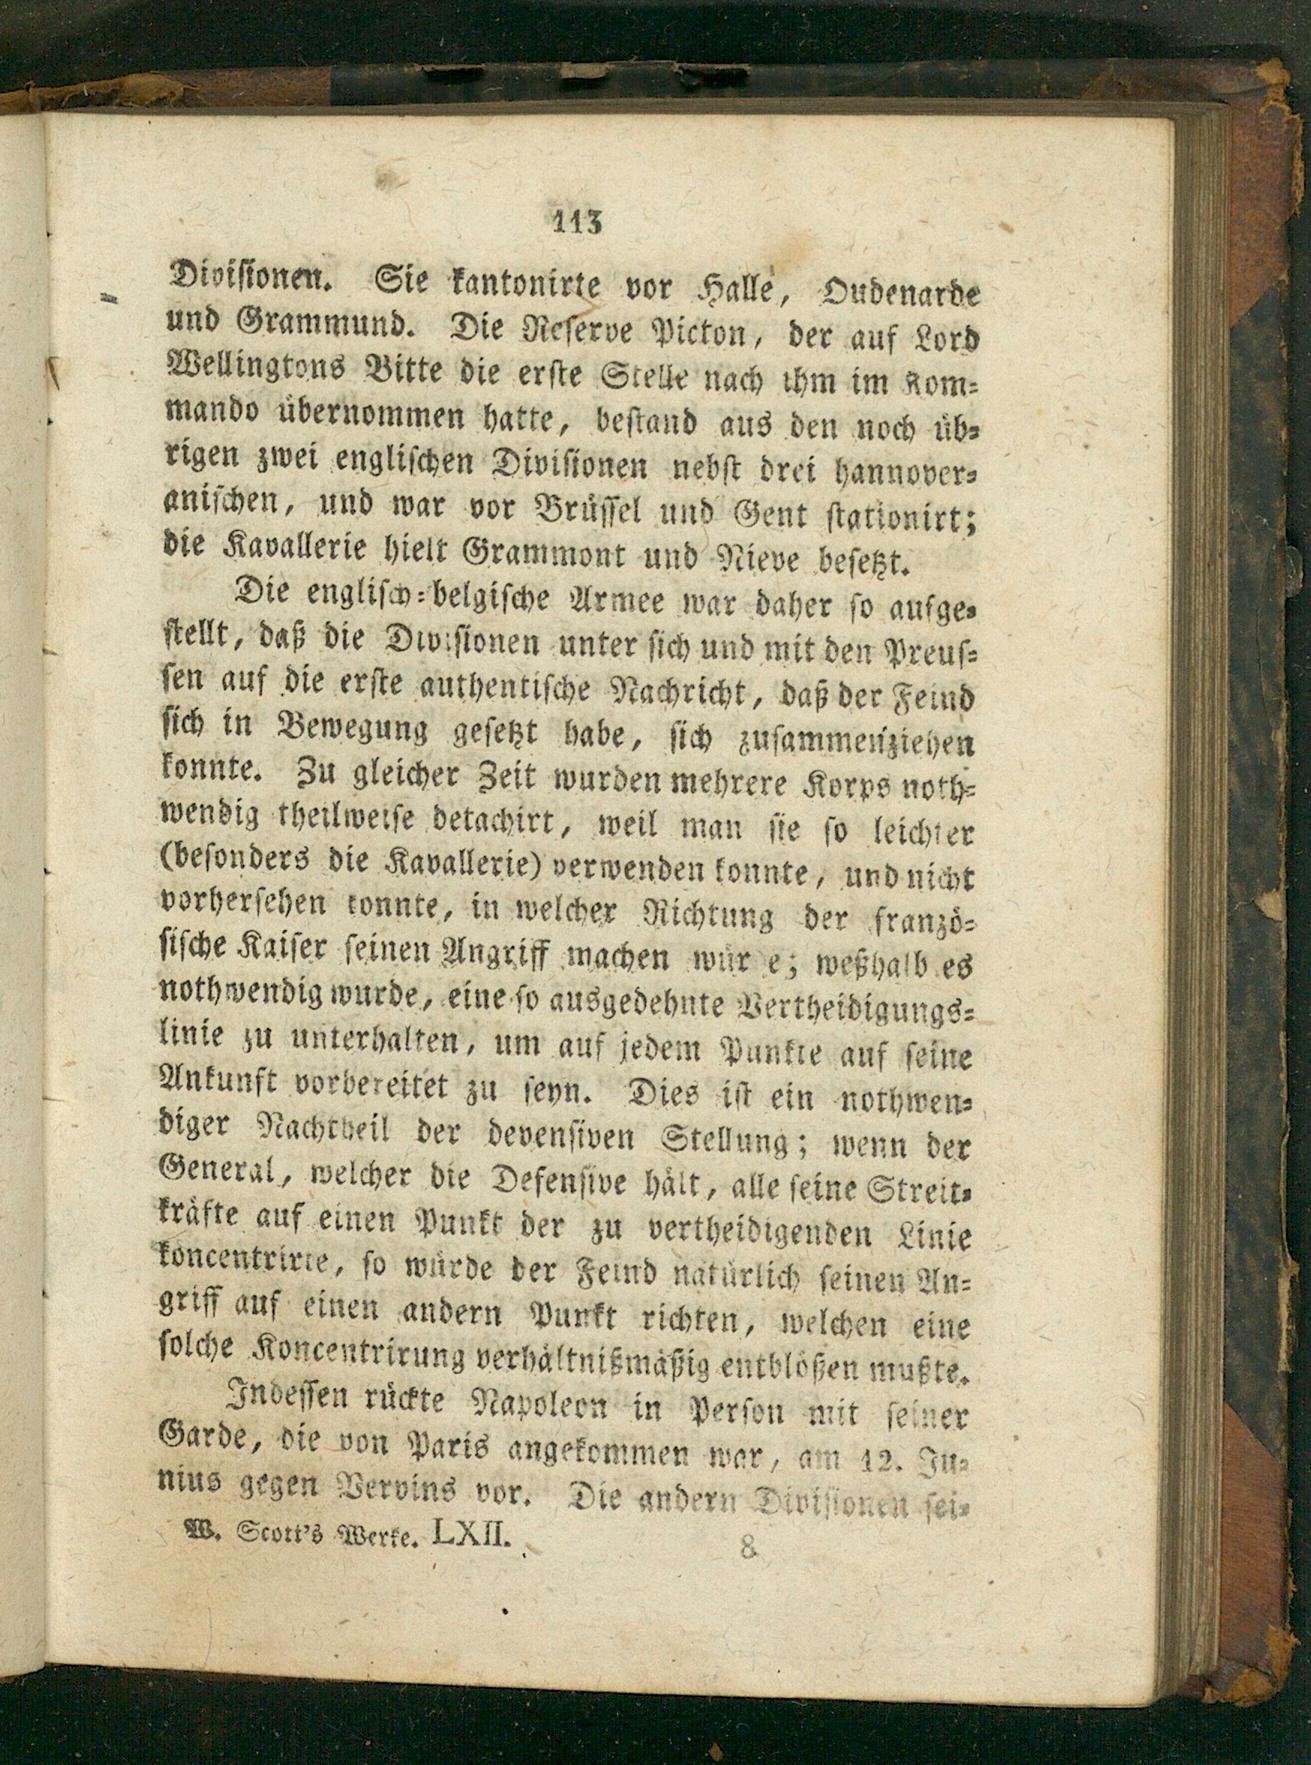 113
Divisionen. Sie kantonirte vor Halle, Oudenarde
und Grammund. Die Reserve Picton, der auf Lord
Wellingtons Bitte die erste Stelle nach ihm im Kom-
mando übernommen hatte, bestand aus den noch üb-
rigen zwei englischen Divisionen nebst drei hannover-
anischen, und war vor Brüssel und Gent stationirt;
die Kavallerie hielt Grammont und Nieve besetzt.
Die englisch-belgische Armee war daher so aufge-
stellt, daß die Divisionen unter sich und mit den Preus-
sen auf die erste authentische Nachricht, daß der Feind
sich in Bewegung gesetzt habe, sich zusammenziehen
konnte. Zu gleicher Zeit wurden mehrere Korps noth-
wendig theilweise detachirt, weil man sie so leichter
(besonders die Kavallerie) verwenden konnte, und nicht
vorhersehen konnte, in welcher Richtung der franzö-
sische Kaiser seinen Angriff machen würde; weßhalb es
nothwendig wurde, eine so ausgedehnte Vertheidigungs-
linie zu unterhalten, um auf jedem Punkte auf seine
Ankunft vorbereitet zu seyn. Dies ist ein nothwen-
diger Nachtheil der devensiven Stellung; wenn der
General, welcher die Defensive hält, alle seine Streit-
kräfte auf einen Punkt der zu vertheidigenden Linie
koncentrirte, so würde der Feind natürlich seinen An-
griff auf einen andern Punkt richten, welchen eine
solche Koncentrirung verhältnißmäßig entblößen mußte.
Indessen rückte Napoleon in Person mit seiner
Garde, die von Paris angekommen war, am 12. Ju-
nius gegen Vervins vor. Die andern Divisionen sei-
W. Scott's Werke. LXII. 8